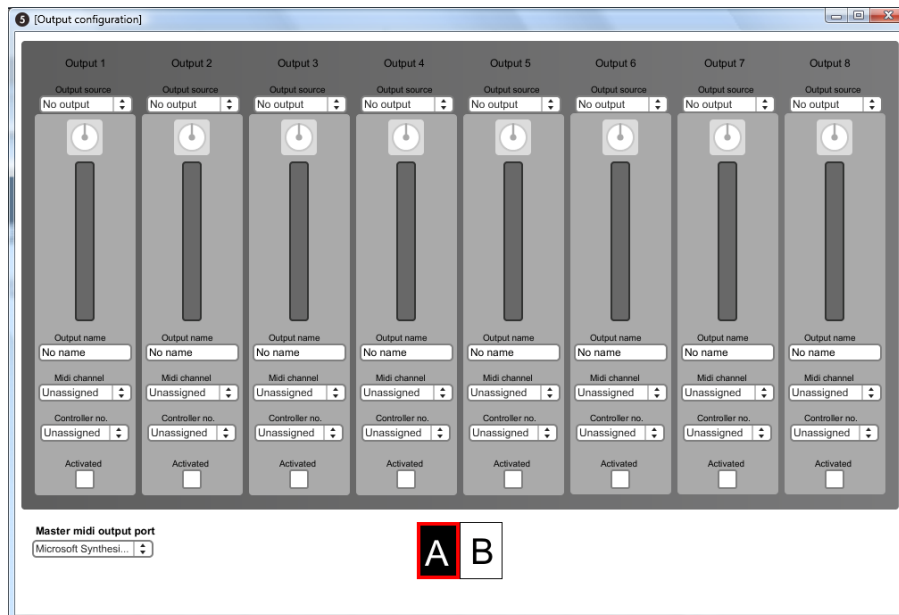 5 [Output configuration]
Output 1 Output 2 Output 3 Output 4 Output 5 Output 6 Output 7 Output 8
Output source Output source Output source Output source Output source Output source Output source Output source
No output No output No output No output No output No output No output No output
Output name Output name Output name Output name Output name Output name Output name Output name
No name No name No name No name No name No name No name No name
Midi channel Midi channel Midi channel Midi channel Midi channel Midi channel Midi channel Midi channel
Unassigned Unassigned Unassigned Unassigned Unassigned Unassigned Unassigned Unassigned
Controller no. Controller no. Controller no. Controller no. Controller no. Controller no. Controller no. Controller no.
Unassigned Unassigned Unassigned Unassigned Unassigned Unassigned Unassigned Unassigned
Activated Activated Activated Activated Activated Activated Activated Activated
Master midi output port
Microsoft Synthesi...
A B